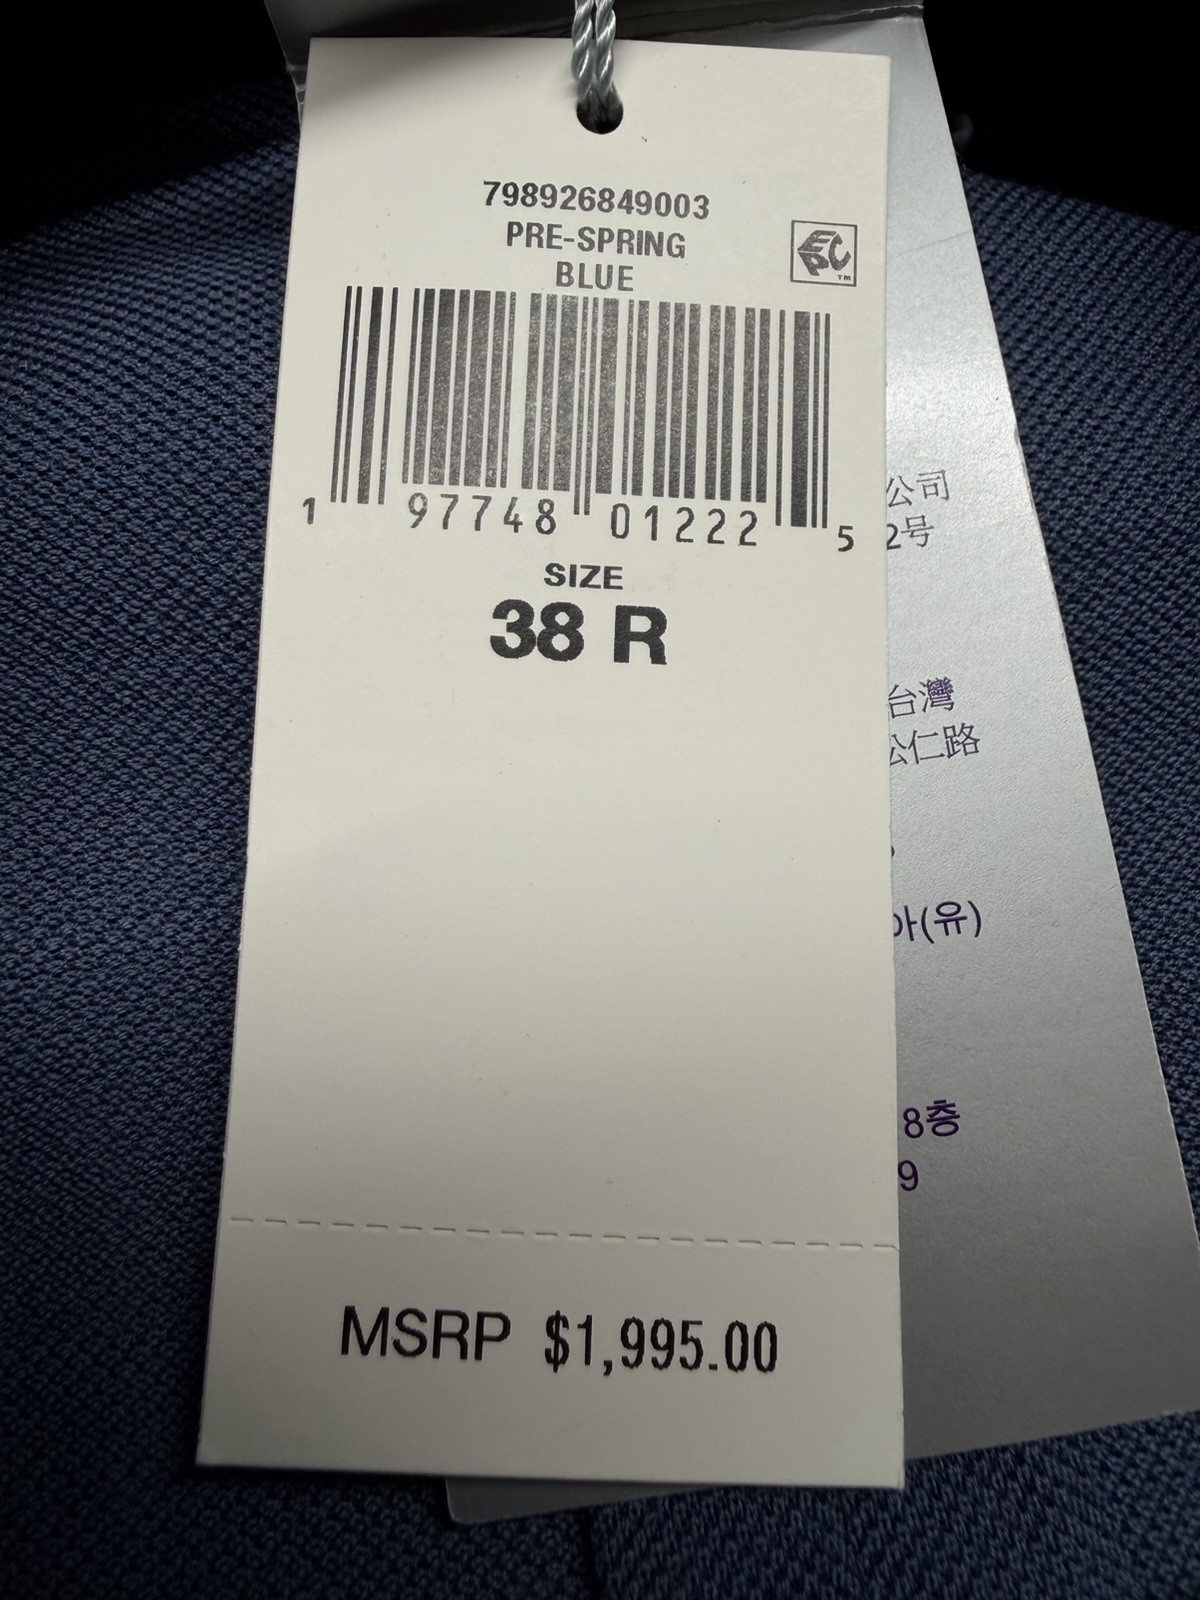 798926849003
PRE-SPRING
BLUE
EPC™
1 97748 01222 5
SIZE
38 R
MSRP $1,995.00
公司
2号
台灣
公仁路
아(유)
8층
9